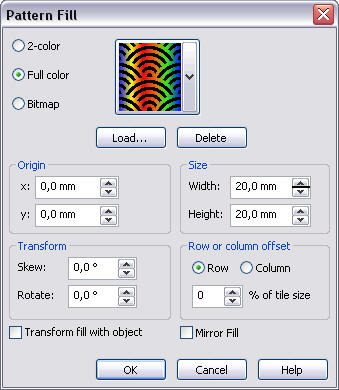 Pattern Fill
2-color
Full color
Bitmap
Load... Delete
Origin Size
x: 0,0 mm Width: 20,0 mm
y: 0,0 mm Height: 20,0 mm
Transform Row or column offset
Skew: 0,0 ° Row Column
Rotate: 0,0 ° 0 % of tile size
Transform fill with object Mirror Fill
OK Cancel Help